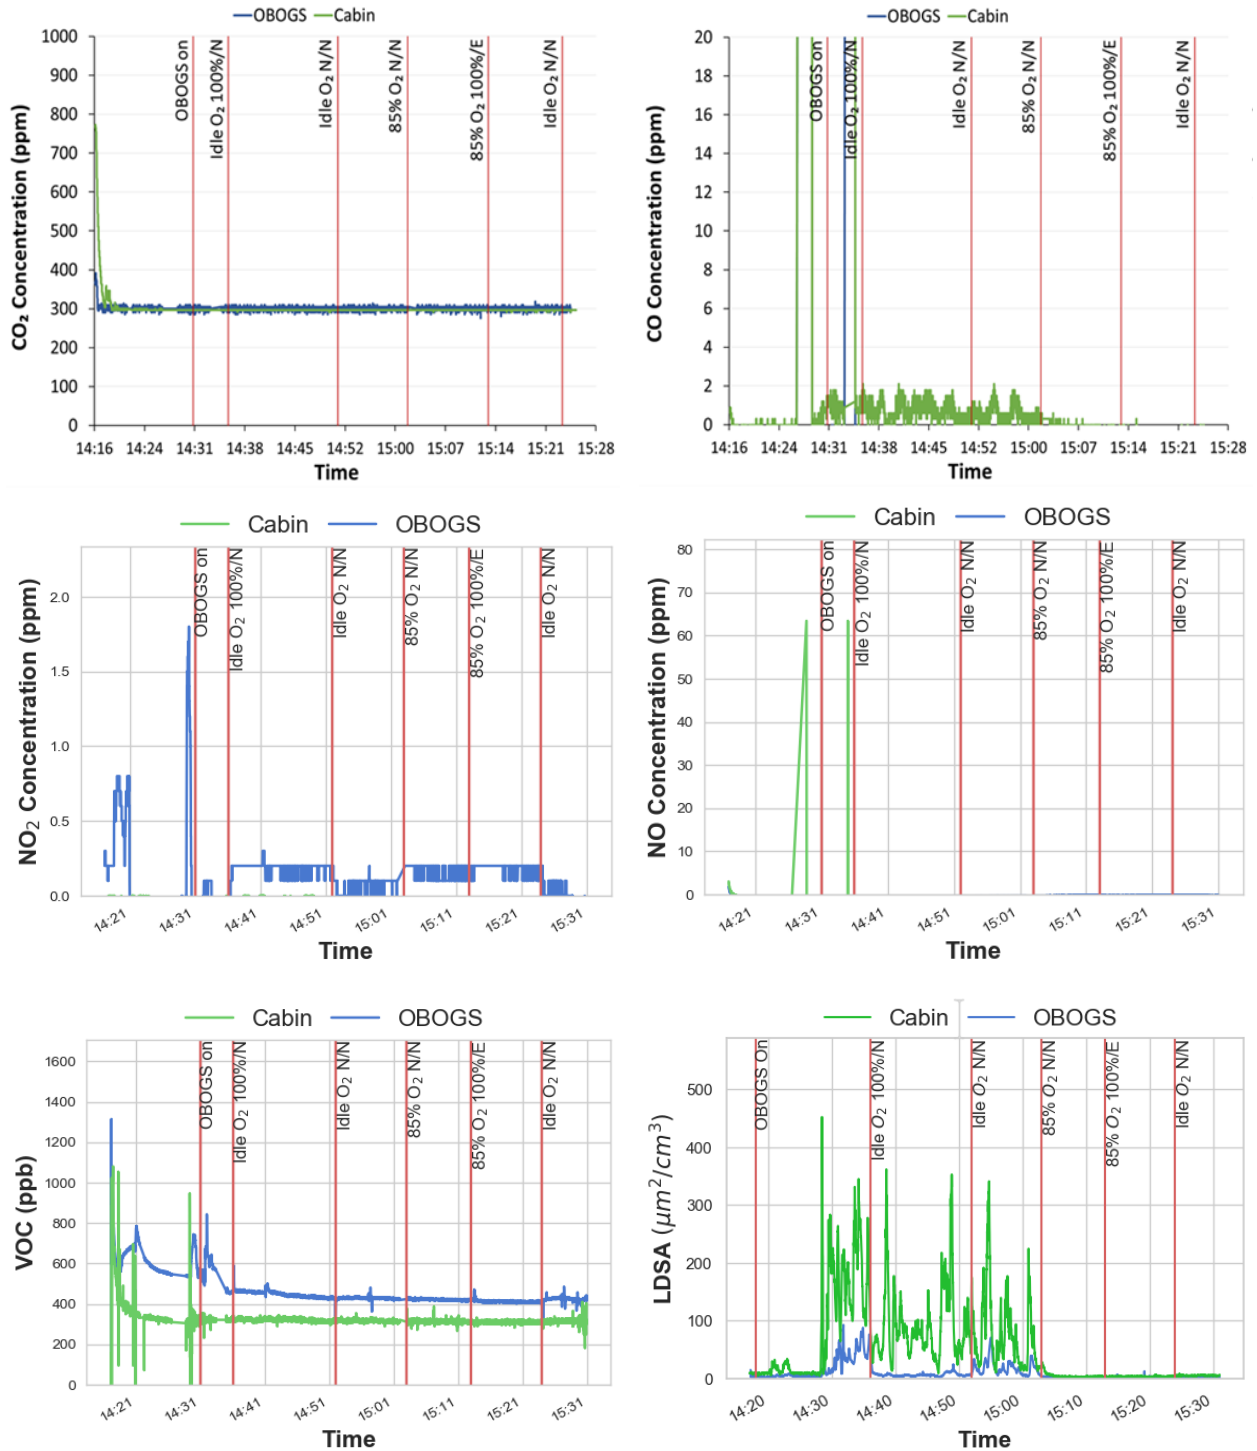 OBOGS Cabin
CO₂ Concentration (ppm)
1000
900
800
700
600
500
400
300
200
100
0
OBOGS on
Idle O₂ 100%/N
Idle O₂ N/N
85% O₂ N/N
85% O₂ 100%/E
Idle O₂ N/N
14:16 14:24 14:31 14:38 14:45 14:52 15:00 15:07 15:14 15:21 15:28
Time
OBOGS Cabin
CO Concentration (ppm)
20
18
16
14
12
10
8
6
4
2
0
OBOGS on
Idle O₂ 100%/N
Idle O₂ N/N
85% O₂ N/N
85% O₂ 100%/E
Idle O₂ N/N
14:16 14:24 14:31 14:38 14:45 14:52 15:00 15:07 15:14 15:21 15:28
Time
Cabin OBOGS
NO₂ Concentration (ppm)
2.0
1.5
1.0
0.5
0.0
OBOGS on
Idle O₂ 100%/N
Idle O₂ N/N
85% O₂ N/N
85% O₂ 100%/E
Idle O₂ N/N
14:21 14:31 14:41 14:51 15:01 15:11 15:21 15:31
Time
Cabin OBOGS
NO Concentration (ppm)
80
70
60
50
40
30
20
10
0
OBOGS on
Idle O₂ 100%/N
Idle O₂ N/N
85% O₂ N/N
85% O₂ 100%/E
Idle O₂ N/N
14:21 14:31 14:41 14:51 15:01 15:11 15:21 15:31
Time
Cabin OBOGS
VOC (ppb)
1600
1400
1200
1000
800
600
400
200
0
OBOGS on
Idle O₂ 100%/N
Idle O₂ N/N
85% O₂ N/N
85% O₂ 100%/E
Idle O₂ N/N
14:21 14:31 14:41 14:51 15:01 15:11 15:21 15:31
Time
Cabin OBOGS
LDSA (μm²/cm³)
500
400
300
200
100
0
OBOGS On
Idle O₂ 100%/N
Idle O₂ N/N
85% O₂ N/N
85% O₂ 100%/E
Idle O₂ N/N
14:20 14:30 14:40 14:50 15:00 15:10 15:20 15:30
Time